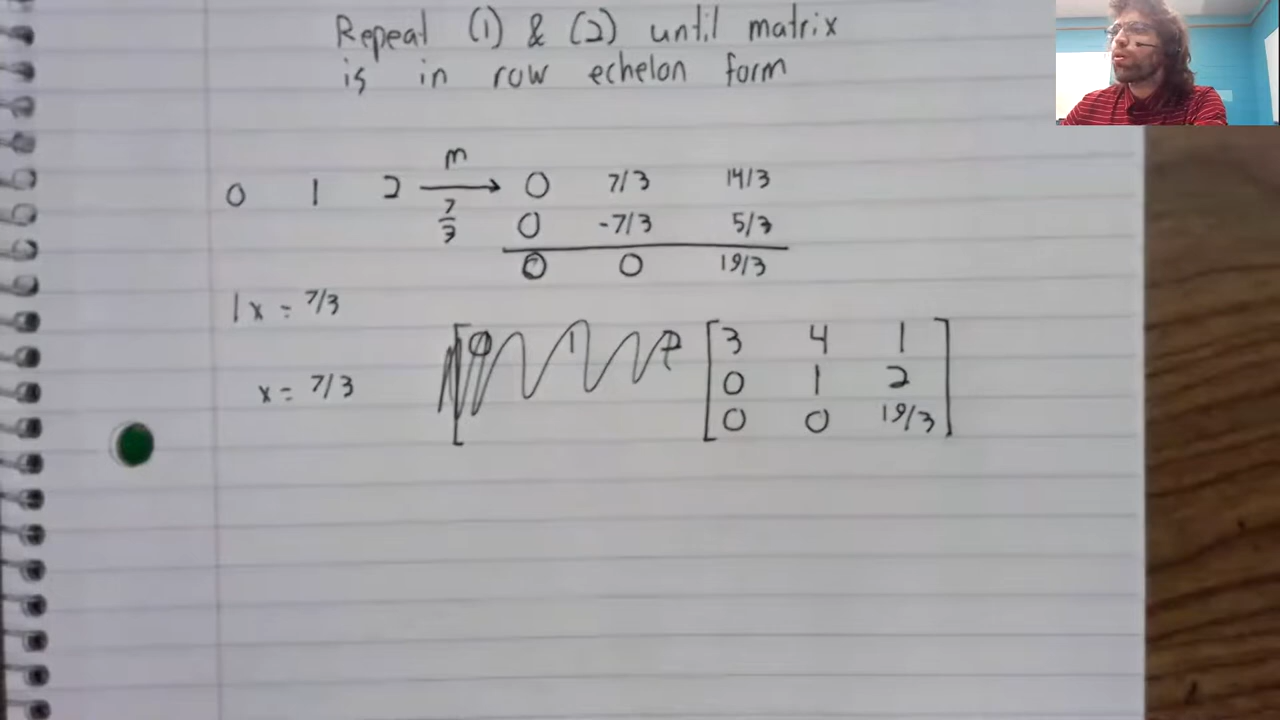 Repeat (1) & (2) until matrix
is in row echelon form
m
0 1 2 → 0 7/3 14/3
7/3 0 -7/3 5/3
0 0 19/3
1x = 7/3
x = 7/3
3 4 1
0 1 2
0 0 19/3